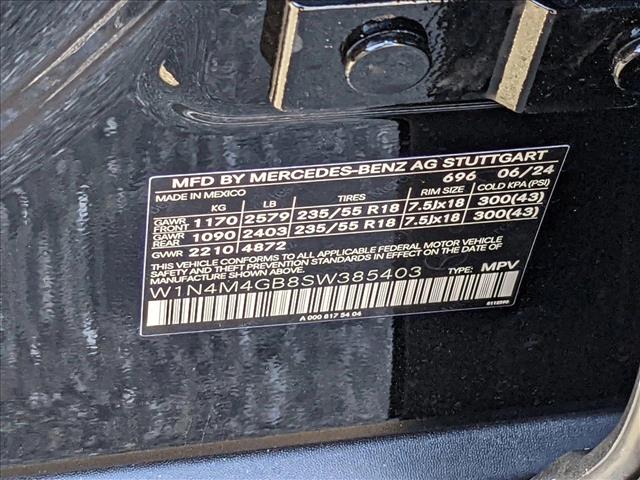 MFD BY MERCEDES-BENZ AG STUTTGART
MADE IN MEXICO 696 06/24
KG LB TIRES RIM SIZE COLD KPA (PSI)
GAWR FRONT 1170 2579 235/55 R18 7.5Jx18 300(43)
GAWR REAR 1090 2403 235/55 R18 7.5Jx18 300(43)
GVWR 2210 4872
THIS VEHICLE CONFORMS TO ALL APPLICABLE FEDERAL MOTOR VEHICLE
SAFETY STANDARDS IN EFFECT ON THE DATE OF MANUFACTURE SHOWN ABOVE.
W1N4M4GB8SW385403 TYPE: MPV
A 000 817 54 04